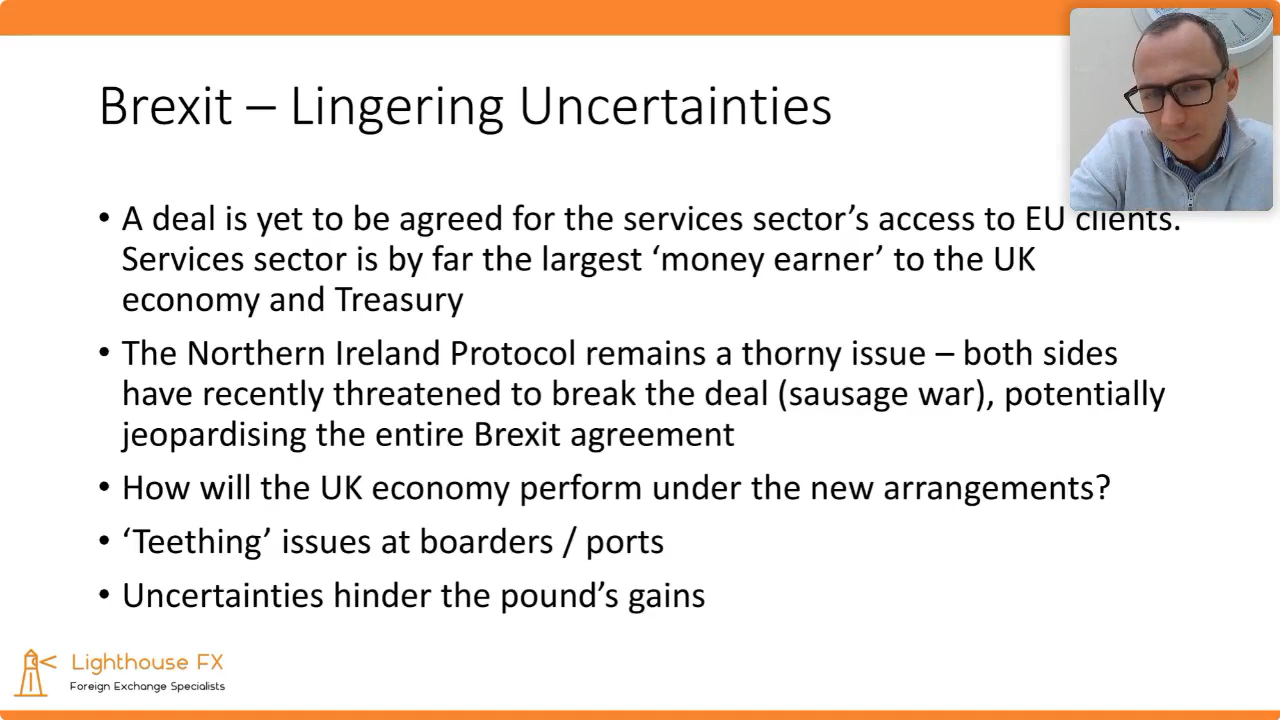 Brexit – Lingering Uncertainties
• A deal is yet to be agreed for the services sector’s access to EU clients.
Services sector is by far the largest ‘money earner’ to the UK
economy and Treasury
• The Northern Ireland Protocol remains a thorny issue – both sides
have recently threatened to break the deal (sausage war), potentially
jeopardising the entire Brexit agreement
• How will the UK economy perform under the new arrangements?
• ‘Teething’ issues at boarders / ports
• Uncertainties hinder the pound’s gains
Lighthouse FX
Foreign Exchange Specialists